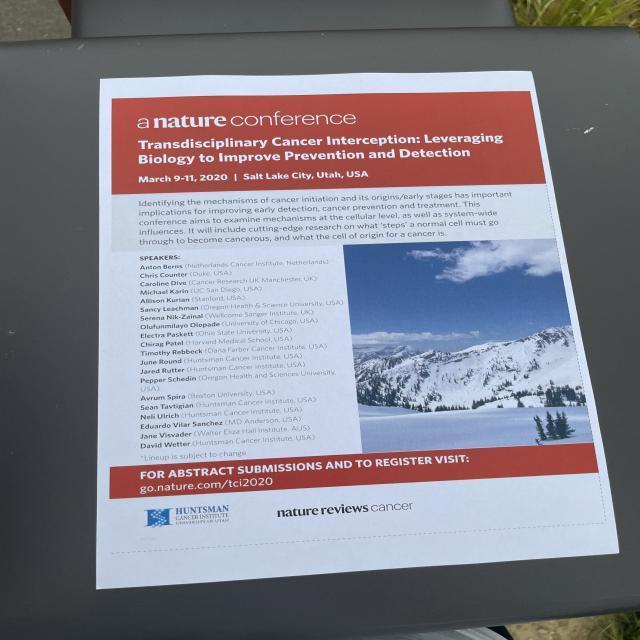 a nature conference
Transdisciplinary Cancer Interception: Leveraging
Biology to Improve Prevention and Detection
March 9-11, 2020 | Salt Lake City, Utah, USA
Identifying the mechanisms of cancer initiation and its origins/early stages has important
implications for improving early detection, cancer prevention and treatment. This
conference aims to examine mechanisms at the cellular level, as well as system-wide
influences. It will include cutting-edge research on what 'steps' a normal cell must go
through to become cancerous, and what the cell of origin for a cancer is.
SPEAKERS:
Anton Berns (Netherlands Cancer Institute, Netherlands)
Chris Counter (Duke, USA)
Caroline Dive (Cancer Research UK Manchester, UK)
Michael Karin (UC San Diego, USA)
Allison Kurian (Stanford, USA)
Sancy Leachman (Oregon Health & Science University, USA)
Serena Nik-Zainal (Wellcome Sanger Institute, UK)
Olufunmilayo Olopade (University of Chicago, USA)
Electra Paskett (Ohio State University, USA)
Chirag Patel (Harvard Medical School, USA)
Timothy Rebbeck (Dana Farber Cancer Institute, USA)
June Round (Huntsman Cancer Institute, USA)
Jared Rutter (Huntsman Cancer Institute, USA)
Pepper Schedin (Oregon Health and Sciences University,
USA)
Avrum Spira (Boston University, USA)
Sean Tavtigian (Huntsman Cancer Institute, USA)
Neli Ulrich (Huntsman Cancer Institute, USA)
Eduardo Vilar Sanchez (MD Anderson, USA)
Jane Visvader (Walter Eliza Hall Institute, AUS)
David Wetter (Huntsman Cancer Institute, USA)
*Lineup is subject to change
FOR ABSTRACT SUBMISSIONS AND TO REGISTER VISIT:
go.nature.com/tci2020
HUNTSMAN
CANCER INSTITUTE
UNIVERSITY OF UTAH
nature reviews cancer